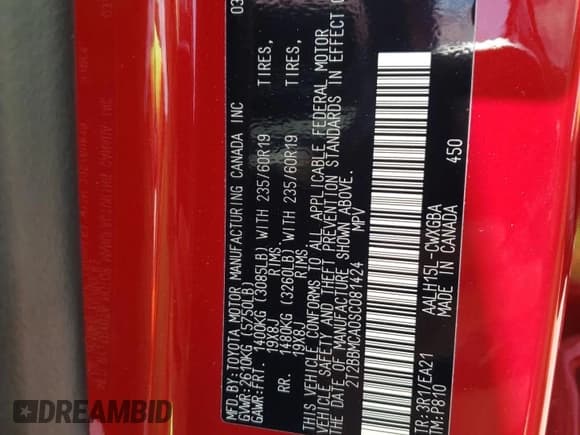 MFD.BY: TOYOTA MOTOR MANUFACTURING CANADA INC 03
GVWR: 2610KG (5750LB)
GAWR: FRT. 1400KG (3085LB) WITH 235/60R19 TIRES,
19X8J RIMS,
RR. 1480KG (3260LB) WITH 235/60R19 TIRES,
19X8J RIMS,
THIS VEHICLE CONFORMS TO ALL APPLICABLE FEDERAL MOTOR
VEHICLE SAFETY AND THEFT PREVENTION STANDARDS IN EFFECT O
THE DATE OF MANUFACTURE SHOWN ABOVE.
2T2BBMCA0SC081424 MPV
450
TR: 3R1/EA21 AALH15L-CWXGBA
TM: P810 MADE IN CANADA
DREAMBID